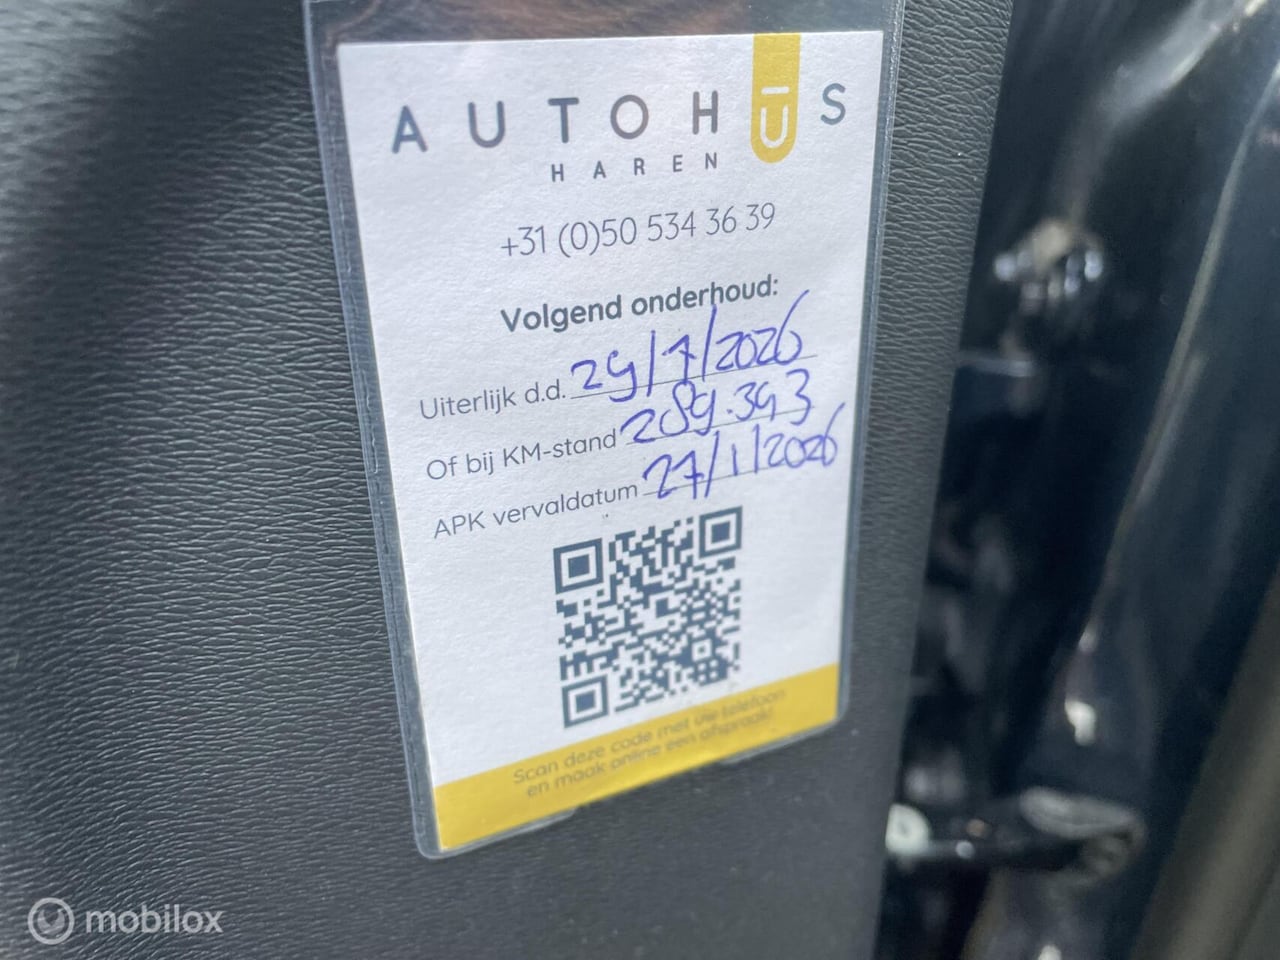 AUTOHŪS
HAREN
+31 (0)50 534 36 39
Volgend onderhoud:
Uiterlijk d.d. 29/7/2026
Of bij KM-stand 289.393
APK vervaldatum 27/1/2026
Scan deze code met uw telefoon
en maak online een afspraak!
mobilox